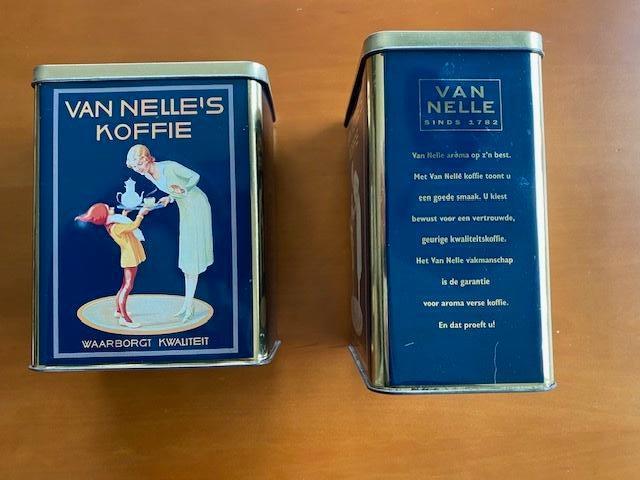 VAN NELLE'S
KOFFIE
WAARBORGT KWALITEIT
VAN
NELLE
SINDS 1782
Van Nelle aroma op z'n best.
Met Van Nelle koffie toont u
een goede smaak. U kiest
bewust voor een vertrouwde,
geurige kwaliteitskoffie.
Het Van Nelle vakmanschap
is de garantie
voor aroma verse koffie.
En dat proeft u!